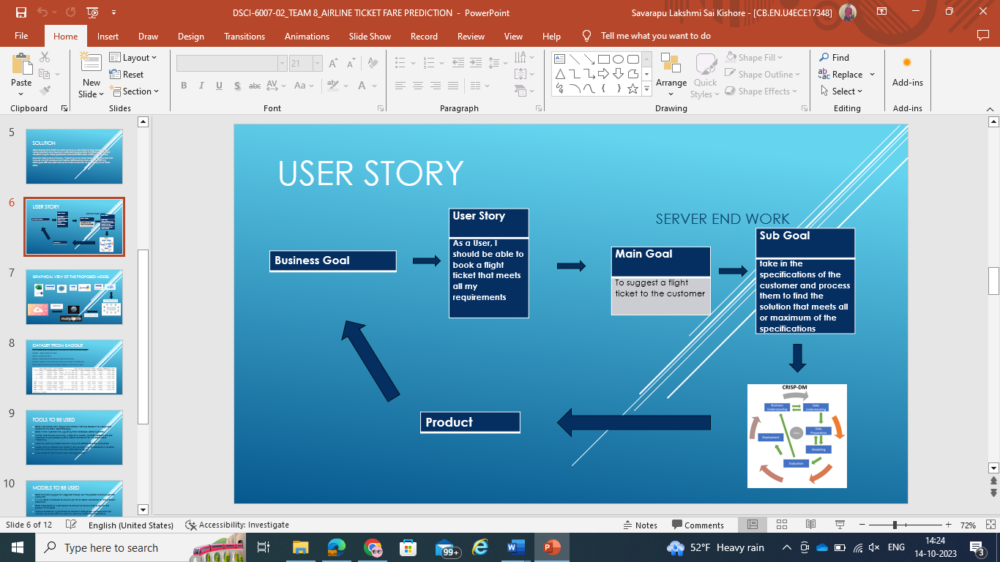 DSCI-6007-02_TEAM 8_AIRLINE TICKET FARE PREDICTION - PowerPoint
Savarapu Lakshmi Sai Kishore - [CB.EN.U4ECE17348]
File Home Insert Draw Design Transitions Animations Slide Show Record Review View Help Tell me what you want to do
Paste
New
Slide
Layout
Reset
Section
21
B I U S abc AV Aa A
Arrange
Quick
Styles
Shape Fill
Shape Outline
Shape Effects
Find
Replace
Select
Add-ins
Clipboard Slides Font Paragraph Drawing Editing Add-ins
5
SOLUTION
6
USER STORY
7
GRAPHICAL VIEW OF THE PROPOSED MODEL
8
DATASET FROM KAGGLE
9
TOOLS TO BE USED
10
MODELS TO BE USED
USER STORY
Business Goal
User Story
As a User, I
should be able to
book a flight
ticket that meets
all my
requirements
SERVER END WORK
Main Goal
To suggest a flight
ticket to the customer
Sub Goal
take in the
specifications of the
customer and process
them to find the
solution that meets all
or maximum of the
specifications
CRISP-DM
Business
Understanding
Data
Understanding
Data
Preparation
Data
Deployment
Modelling
Evaluation
Product
Slide 6 of 12 English (United States) Accessibility: Investigate Notes Comments 72%
Type here to search
99+
52°F Heavy rain
ENG
14:24
14-10-2023
3